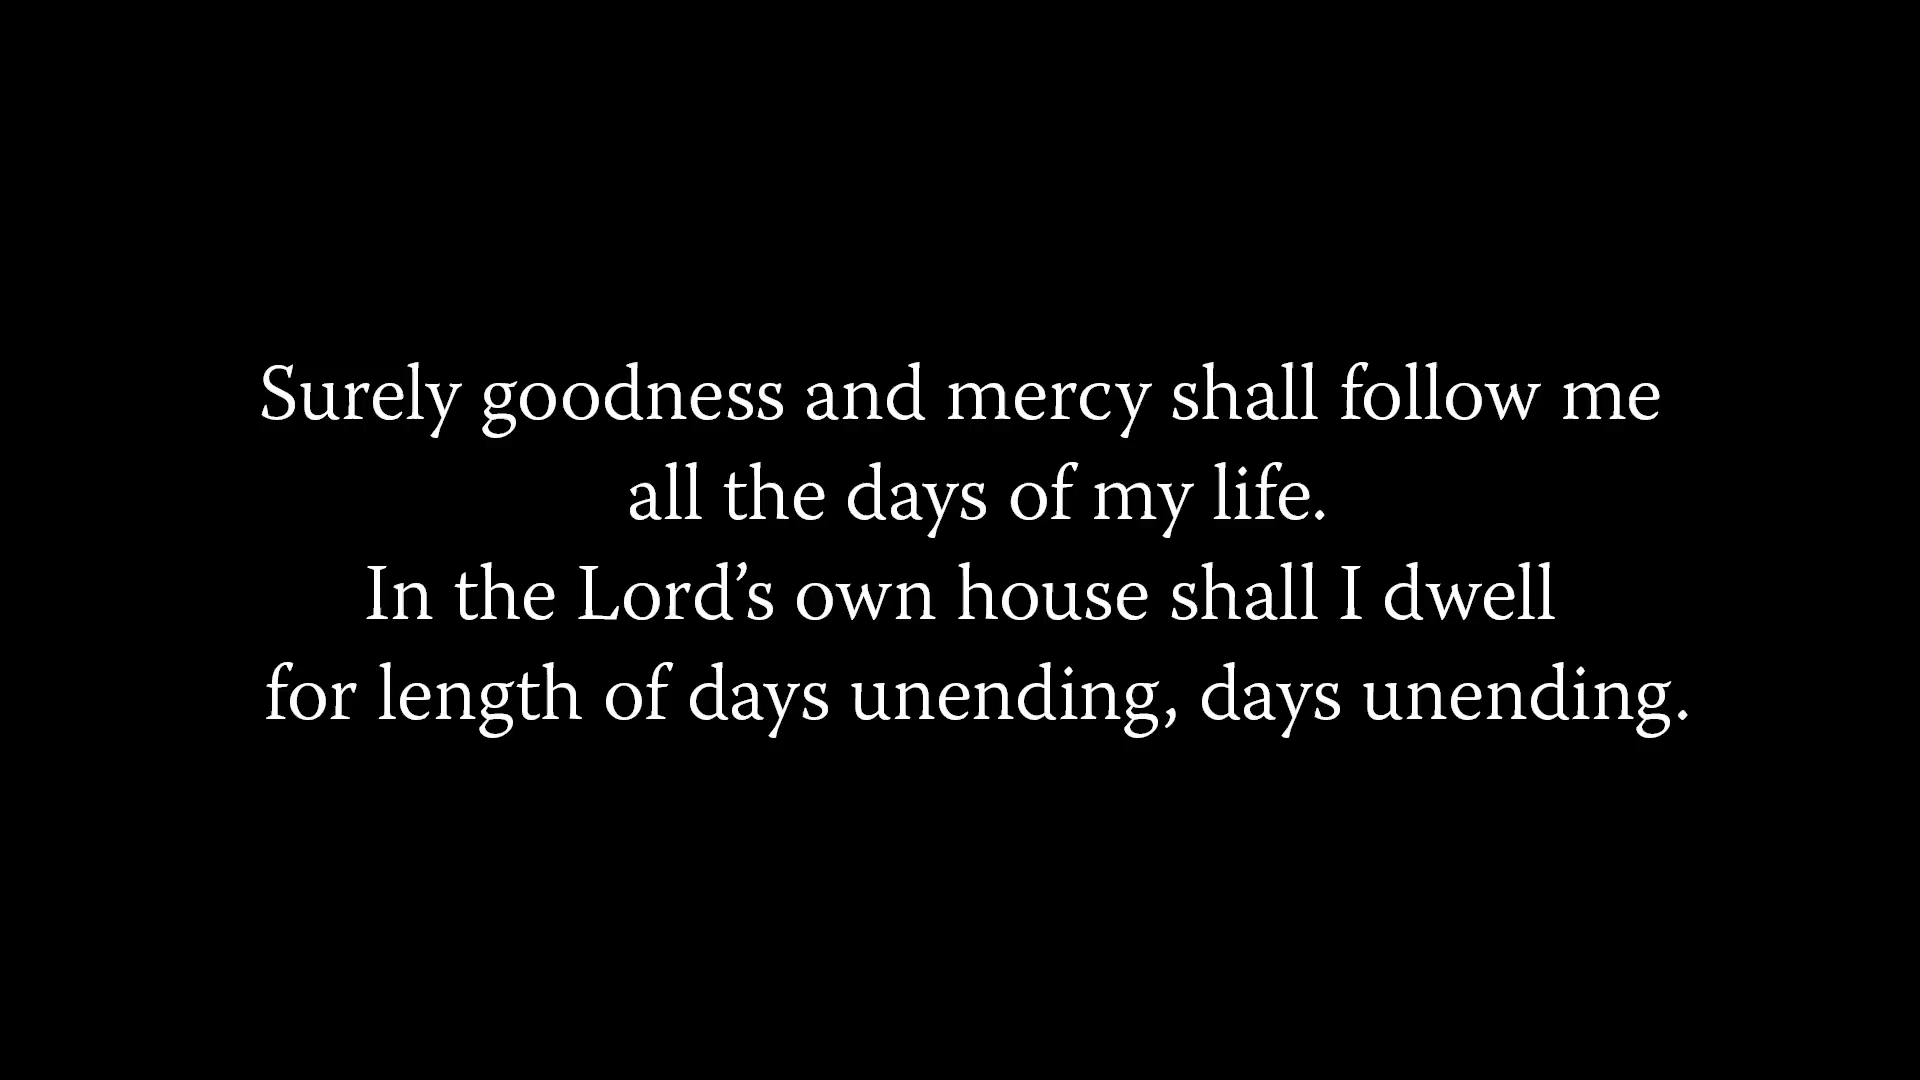 Surely goodness and mercy shall follow me
all the days of my life.
In the Lord’s own house shall I dwell
for length of days unending, days unending.